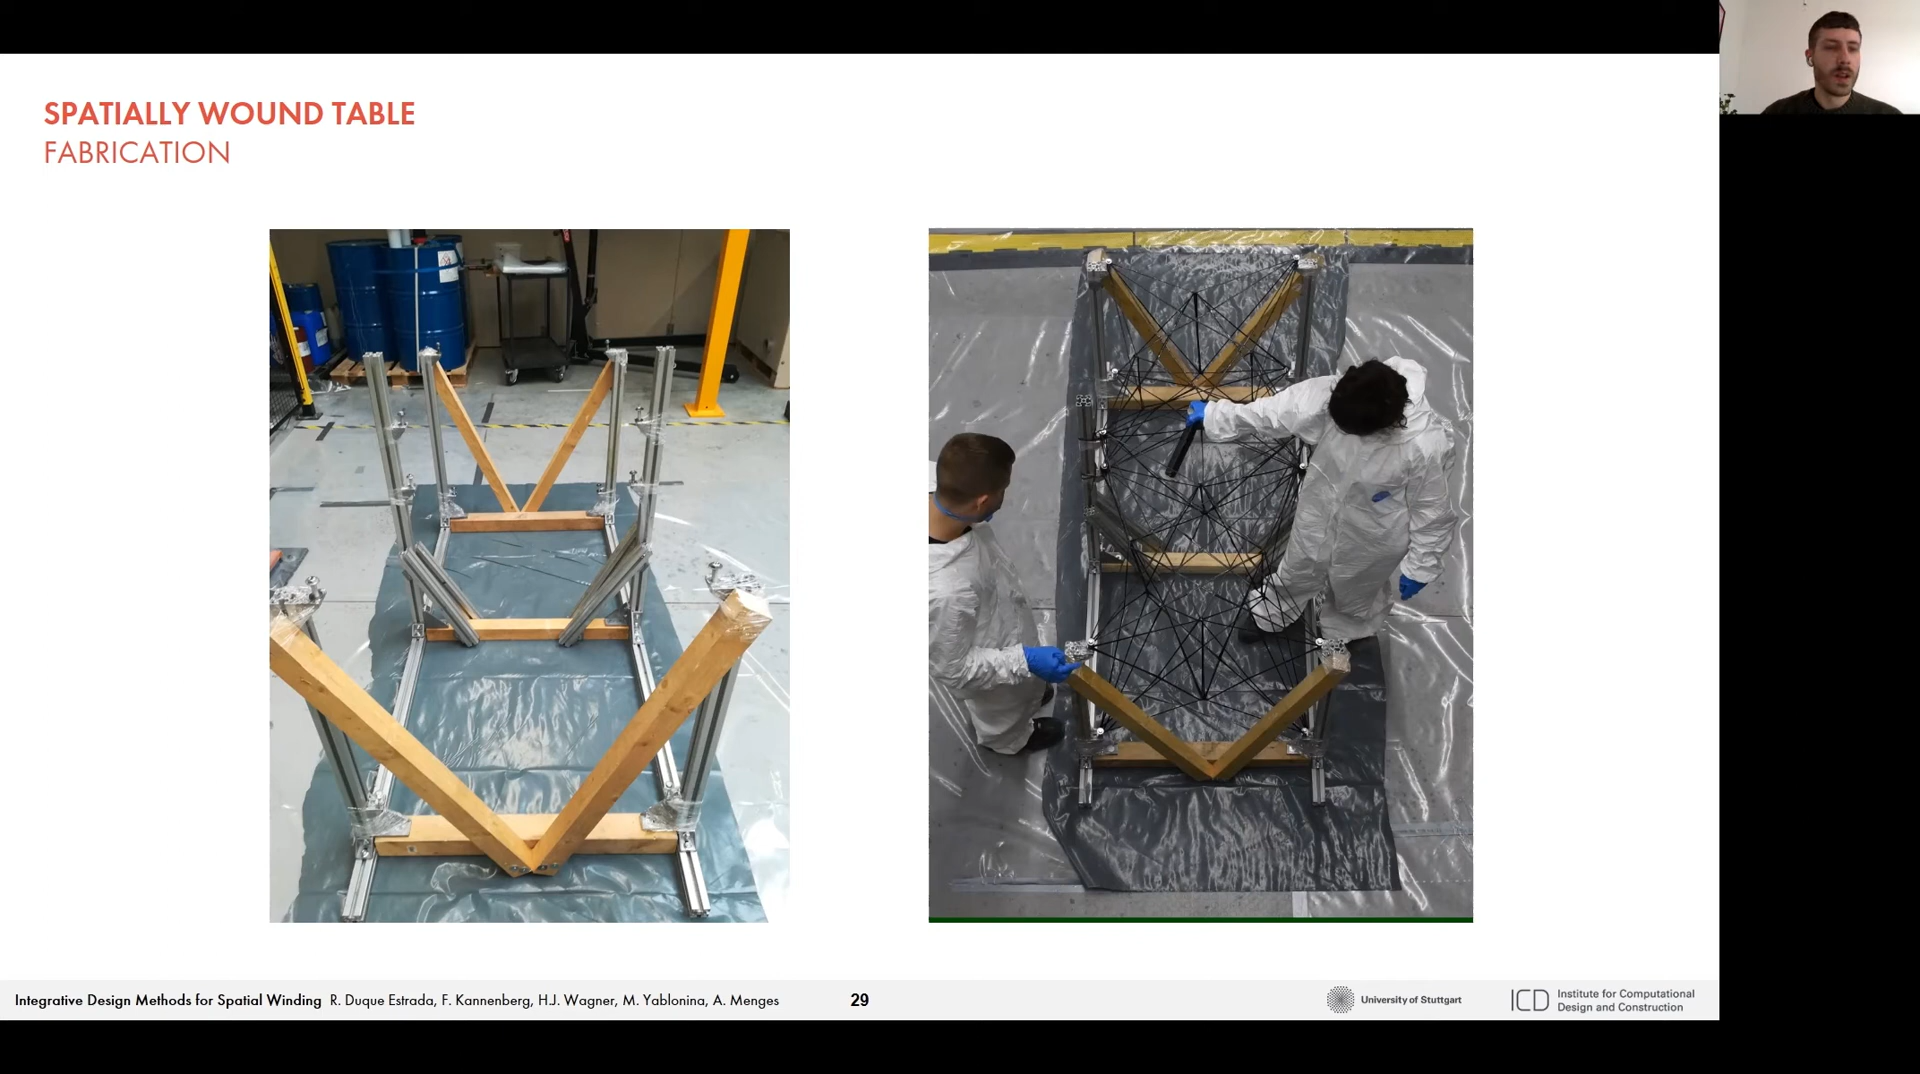 SPATIALLY WOUND TABLE
FABRICATION
Integrative Design Methods for Spatial Winding R. Duque Estrada, F. Kannenberg, H.J. Wagner, M. Yablonina, A. Menges
29
University of Stuttgart
ICD
Institute for Computational
Design and Construction